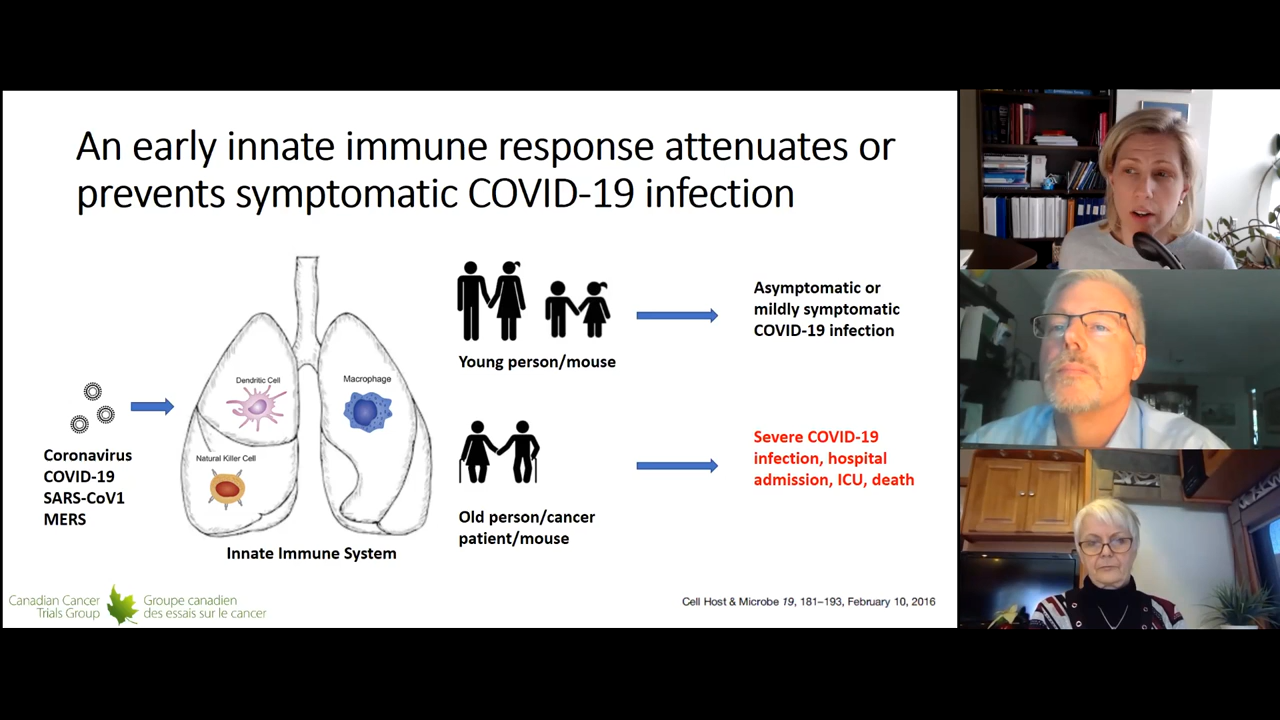 An early innate immune response attenuates or
prevents symptomatic COVID-19 infection
Coronavirus
COVID-19
SARS-CoV1
MERS
Dendritic Cell
Macrophage
Natural Killer Cell
Innate Immune System
Young person/mouse
Asymptomatic or
mildly symptomatic
COVID-19 infection
Old person/cancer
patient/mouse
Severe COVID-19
infection, hospital
admission, ICU, death
Canadian Cancer
Trials Group
Groupe canadien
des essais sur le cancer
Cell Host & Microbe 19, 181–193, February 10, 2016